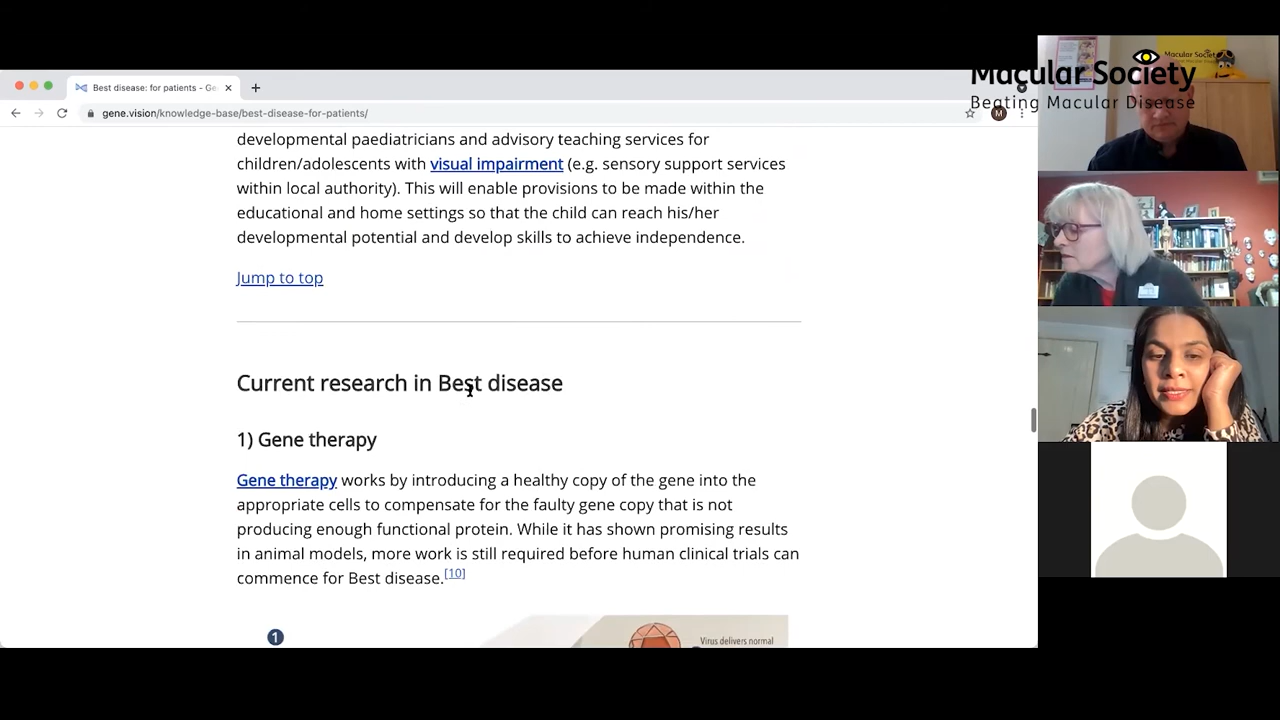 Best disease: for patients - Ge
gene.vision/knowledge-base/best-disease-for-patients/
M
Macular Society
Beating Macular Disease
developmental paediatricians and advisory teaching services for
children/adolescents with visual impairment (e.g. sensory support services
within local authority). This will enable provisions to be made within the
educational and home settings so that the child can reach his/her
developmental potential and develop skills to achieve independence.
Jump to top
Current research in Best disease
1) Gene therapy
Gene therapy works by introducing a healthy copy of the gene into the
appropriate cells to compensate for the faulty gene copy that is not
producing enough functional protein. While it has shown promising results
in animal models, more work is still required before human clinical trials can
commence for Best disease.[10]
1
Virus delivers normal